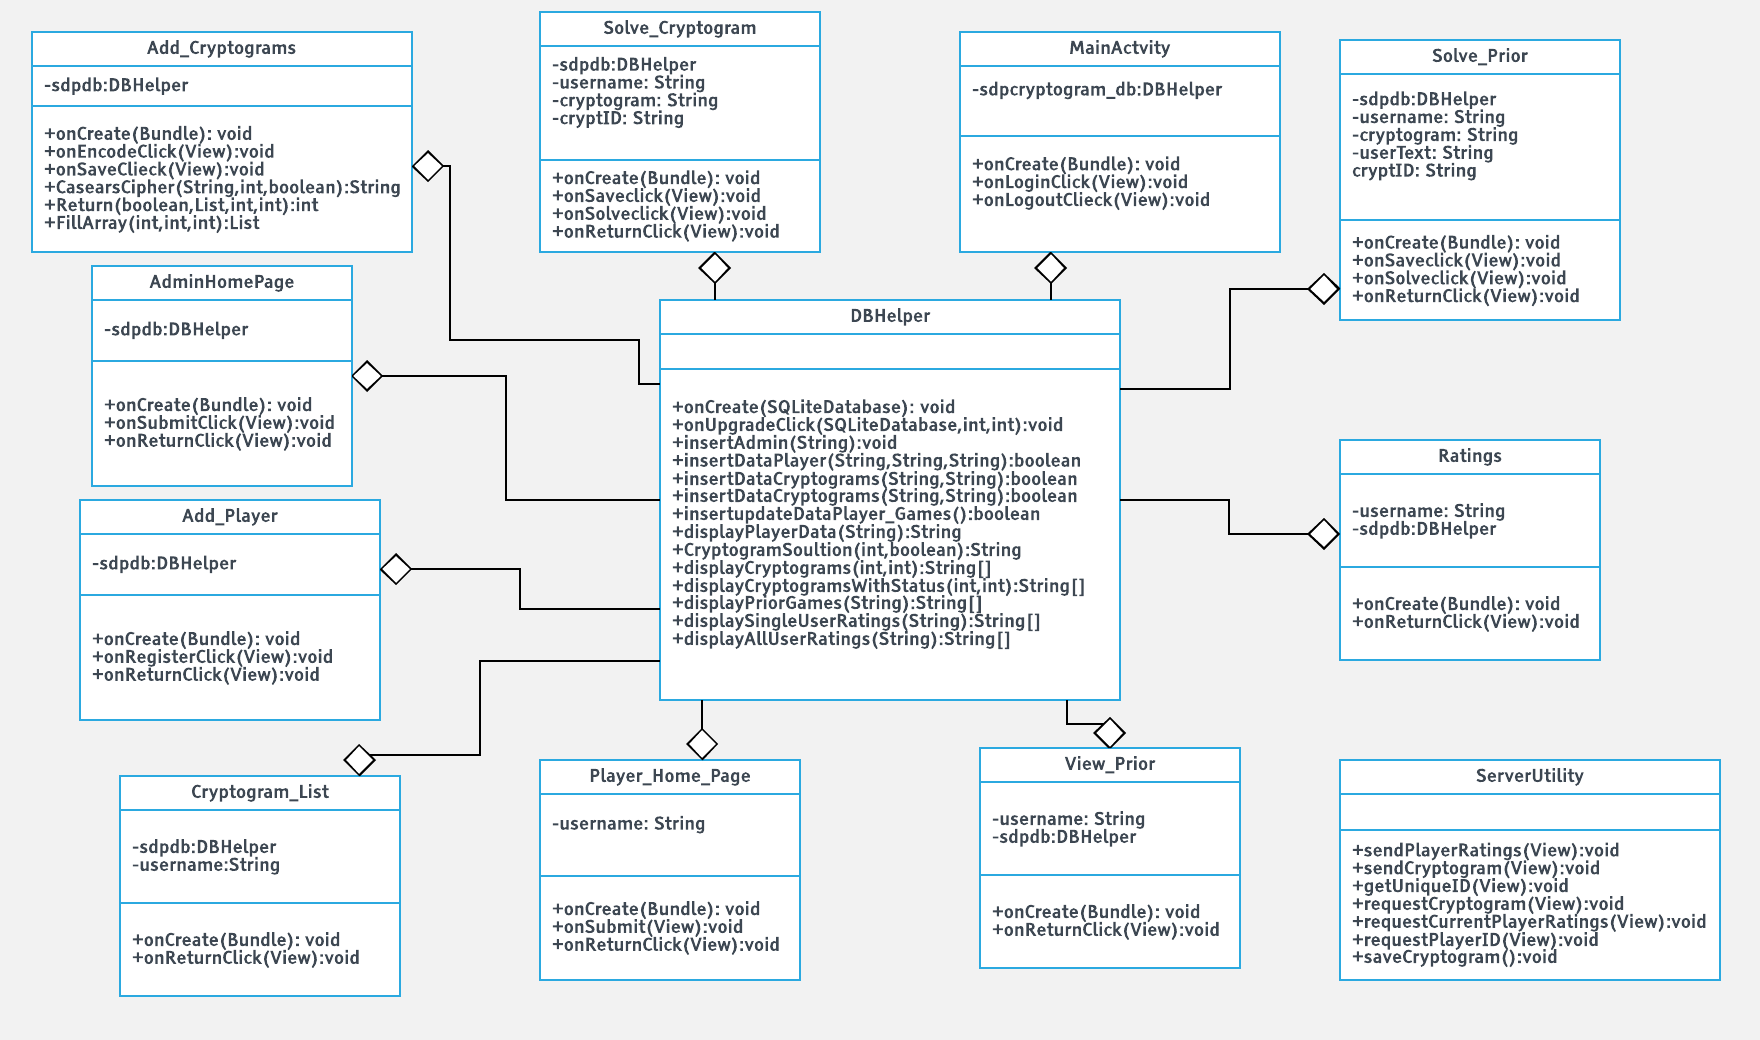 Add_Cryptograms
-sdpdb:DBHelper
+onCreate(Bundle): void
+onEncodeClick(View):void
+onSaveClieck(View):void
+CasearsCipher(String,int,boolean):String
+Return(boolean,List,int,int):int
+FillArray(int,int,int):List
Solve_Cryptogram
-sdpdb:DBHelper
-username: String
-cryptogram: String
-cryptID: String
+onCreate(Bundle): void
+onSaveclick(View):void
+onSolveclick(View):void
+onReturnClick(View):void
MainActvity
-sdpcryptogram_db:DBHelper
+onCreate(Bundle): void
+onLoginClick(View):void
+onLogoutClieck(View):void
Solve_Prior
-sdpdb:DBHelper
-username: String
-cryptogram: String
-userText: String
cryptID: String
+onCreate(Bundle): void
+onSaveclick(View):void
+onSolveclick(View):void
+onReturnClick(View):void
AdminHomePage
-sdpdb:DBHelper
+onCreate(Bundle): void
+onSubmitClick(View):void
+onReturnClick(View):void
DBHelper
+onCreate(SQLiteDatabase): void
+onUpgradeClick(SQLiteDatabase,int,int):void
+insertAdmin(String):void
+insertDataPlayer(String,String,String):boolean
+insertDataCryptograms(String,String):boolean
+insertDataCryptograms(String,String):boolean
+insertupdateDataPlayer_Games():boolean
+displayPlayerData(String):String
+CryptogramSoultion(int,boolean):String
+displayCryptograms(int,int):String[]
+displayCryptogramsWithStatus(int,int):String[]
+displayPriorGames(String):String[]
+displaySingleUserRatings(String):String[]
+displayAllUserRatings(String):String[]
Ratings
-username: String
-sdpdb:DBHelper
+onCreate(Bundle): void
+onReturnClick(View):void
Add_Player
-sdpdb:DBHelper
+onCreate(Bundle): void
+onRegisterClick(View):void
+onReturnClick(View):void
Cryptogram_List
-sdpdb:DBHelper
-username:String
+onCreate(Bundle): void
+onReturnClick(View):void
Player_Home_Page
-username: String
+onCreate(Bundle): void
+onSubmit(View):void
+onReturnClick(View):void
View_Prior
-username: String
-sdpdb:DBHelper
+onCreate(Bundle): void
+onReturnClick(View):void
ServerUtility
+sendPlayerRatings(View):void
+sendCryptogram(View):void
+getUniqueID(View):void
+requestCryptogram(View):void
+requestCurrentPlayerRatings(View):void
+requestPlayerID(View):void
+saveCryptogram():void